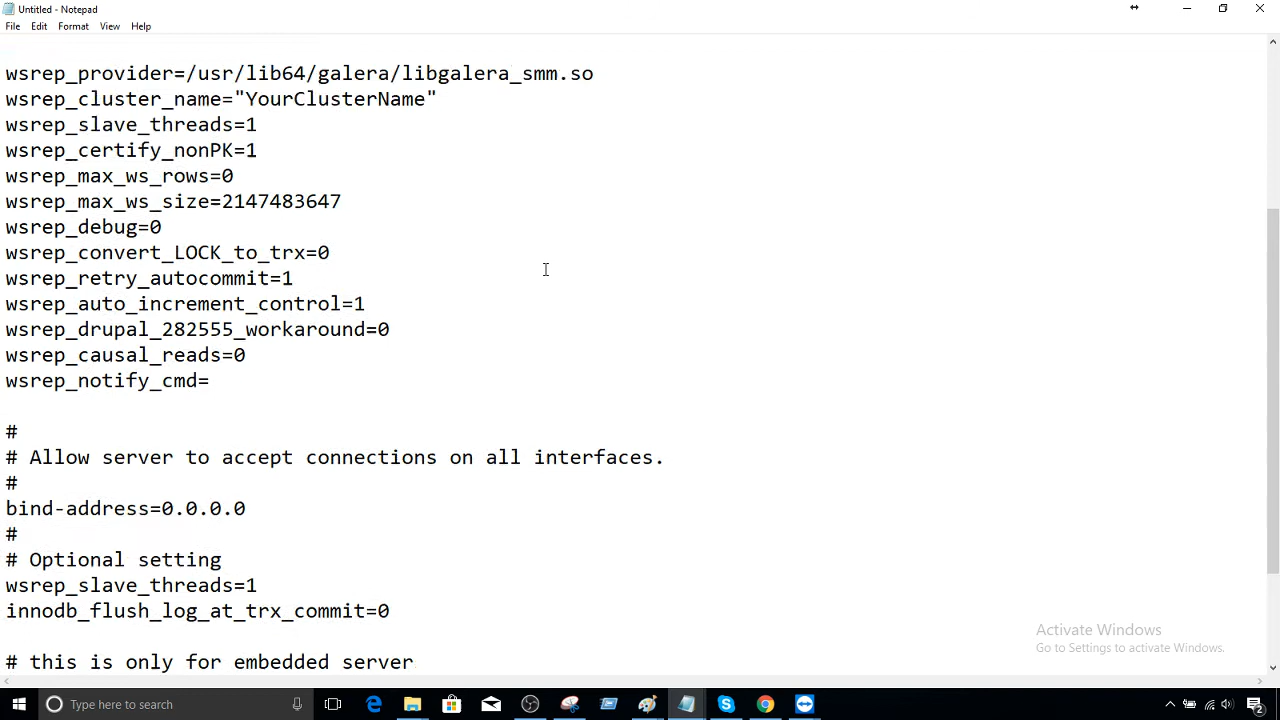 Untitled - Notepad
File Edit Format View Help
wsrep_provider=/usr/lib64/galera/libgalera_smm.so
wsrep_cluster_name="YourClusterName"
wsrep_slave_threads=1
wsrep_certify_nonPK=1
wsrep_max_ws_rows=0
wsrep_max_ws_size=2147483647
wsrep_debug=0
wsrep_convert_LOCK_to_trx=0
wsrep_retry_autocommit=1
wsrep_auto_increment_control=1
wsrep_drupal_282555_workaround=0
wsrep_causal_reads=0
wsrep_notify_cmd=
#
# Allow server to accept connections on all interfaces.
#
bind-address=0.0.0.0
#
# Optional setting
wsrep_slave_threads=1
innodb_flush_log_at_trx_commit=0
# this is only for embedded server
Activate Windows
Go to Settings to activate Windows.
Type here to search
2